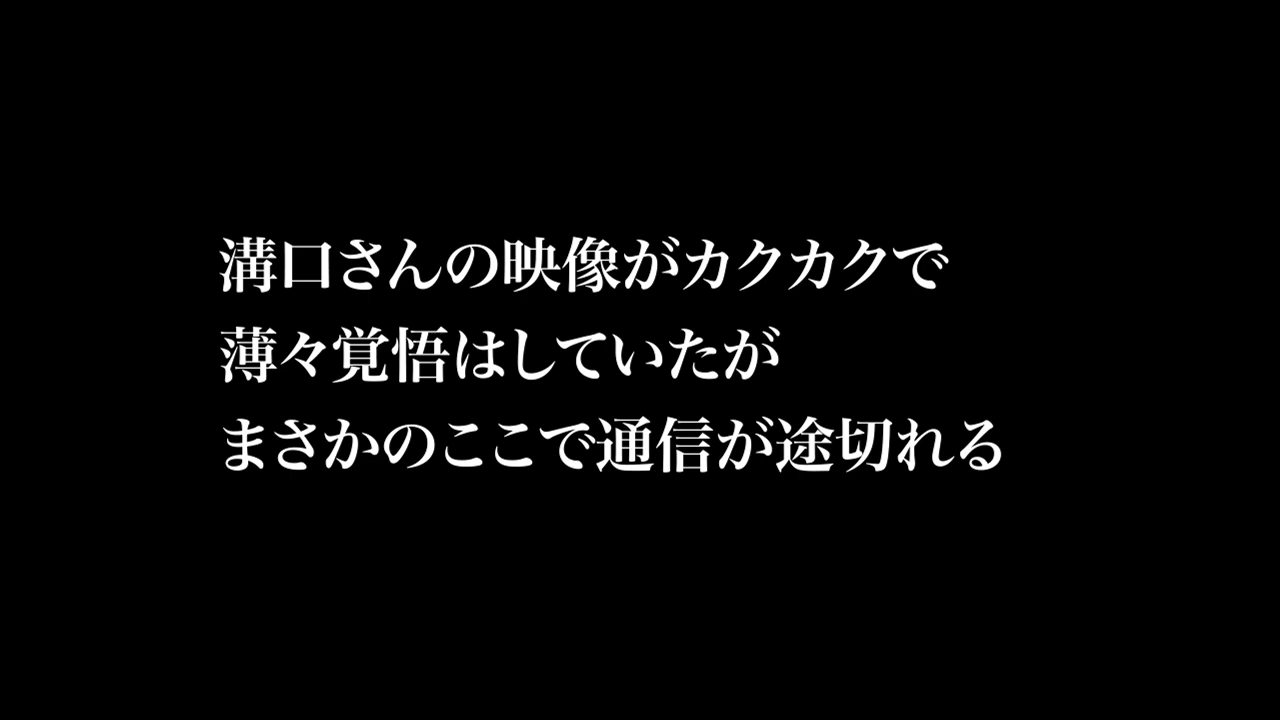 溝口さんの映像がカクカクで
薄々覚悟はしていたが
まさかのここで通信が途切れる